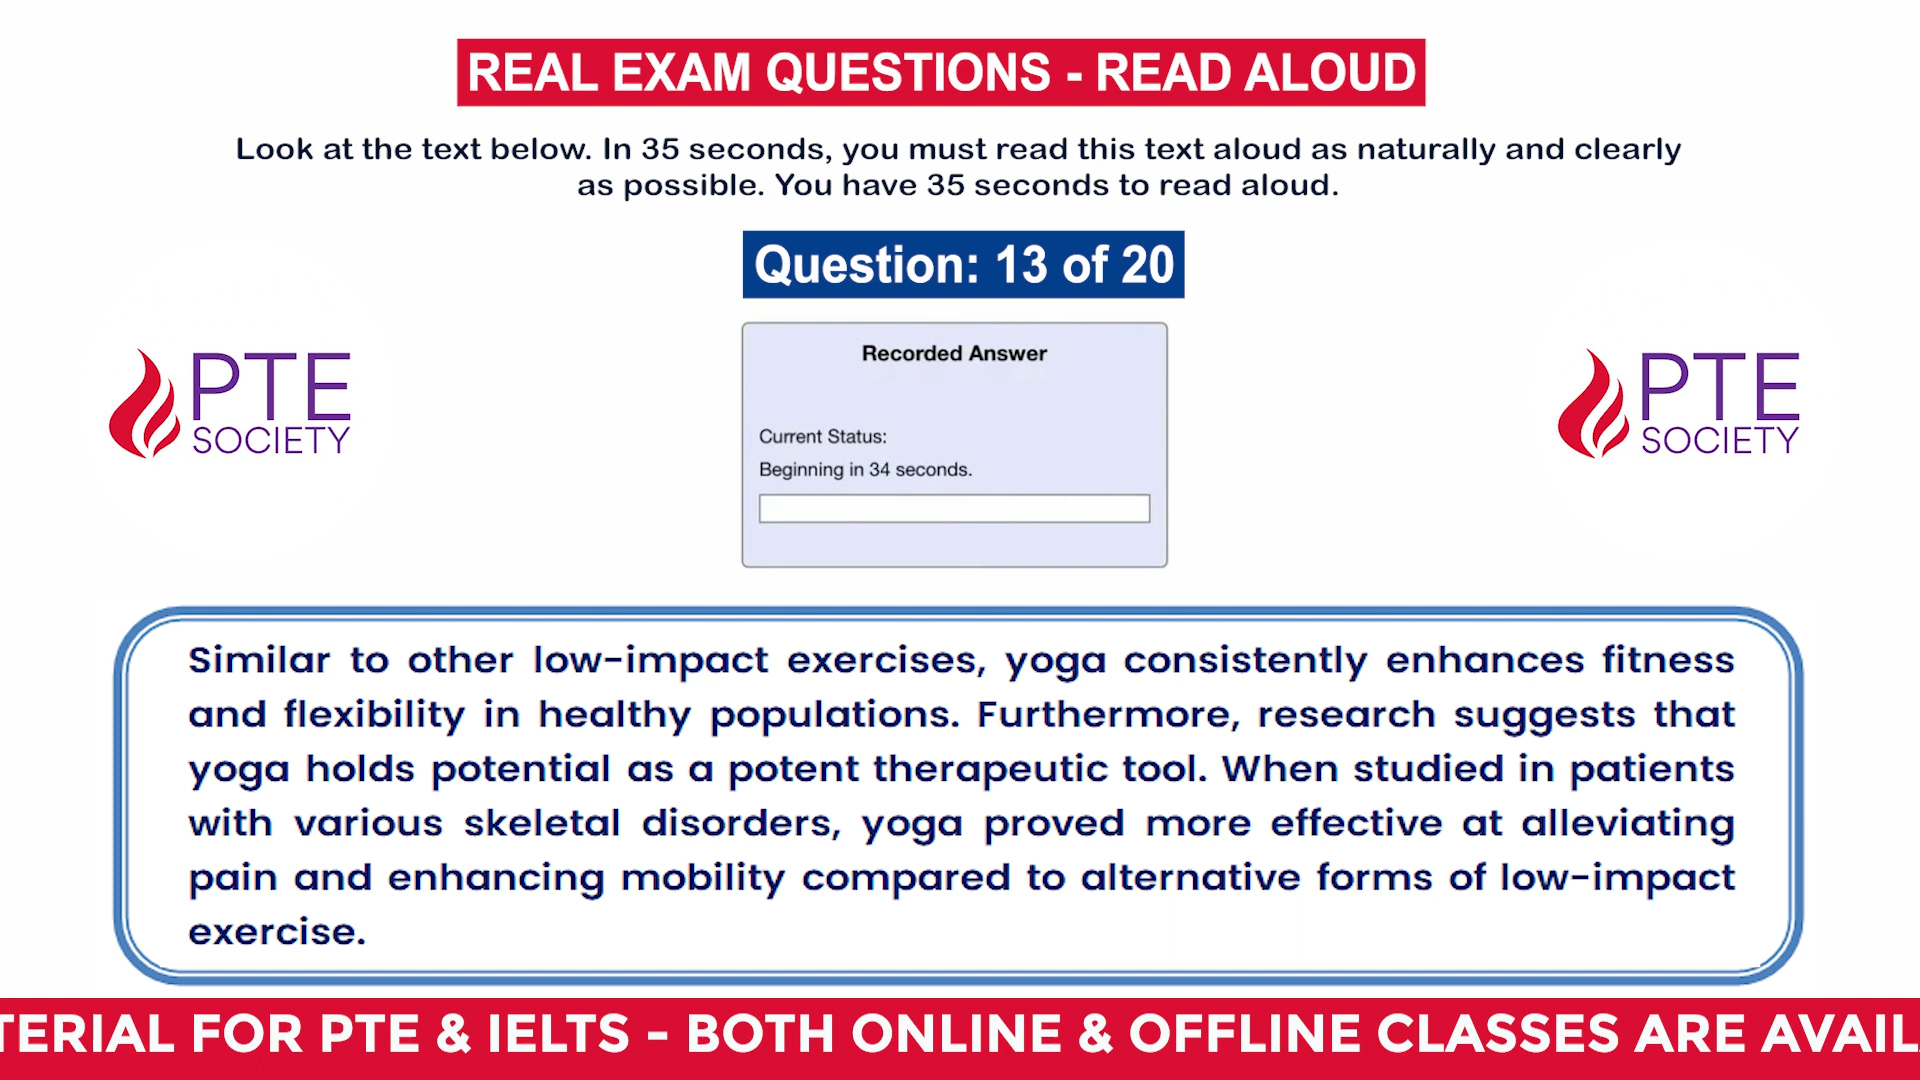 REAL EXAM QUESTIONS - READ ALOUD
Look at the text below. In 35 seconds, you must read this text aloud as naturally and clearly
as possible. You have 35 seconds to read aloud.
Question: 13 of 20
PTE
SOCIETY
Recorded Answer
Current Status:
Beginning in 34 seconds.
PTE
SOCIETY
Similar to other low-impact exercises, yoga consistently enhances fitness
and flexibility in healthy populations. Furthermore, research suggests that
yoga holds potential as a potent therapeutic tool. When studied in patients
with various skeletal disorders, yoga proved more effective at alleviating
pain and enhancing mobility compared to alternative forms of low-impact
exercise.
TERIAL FOR PTE & IELTS - BOTH ONLINE & OFFLINE CLASSES ARE AVAIL